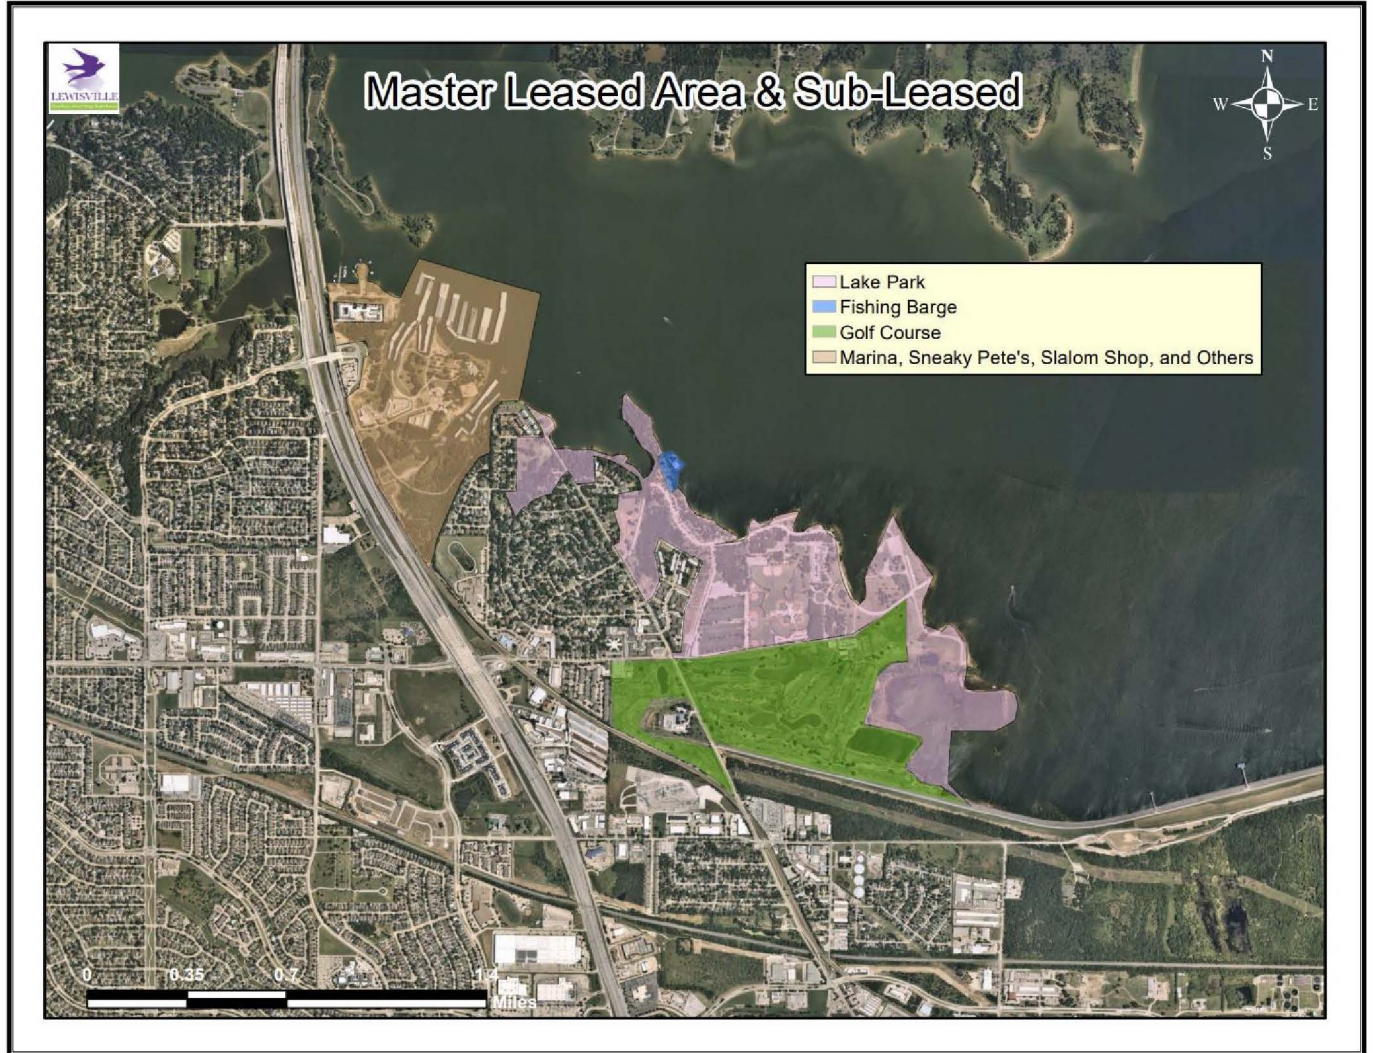 LEWISVILLE
Master Leased Area & Sub-Leased
N
W E
S
Lake Park
Fishing Barge
Golf Course
Marina, Sneaky Pete's, Slalom Shop, and Others
0 0.35 0.7 1.4
Miles